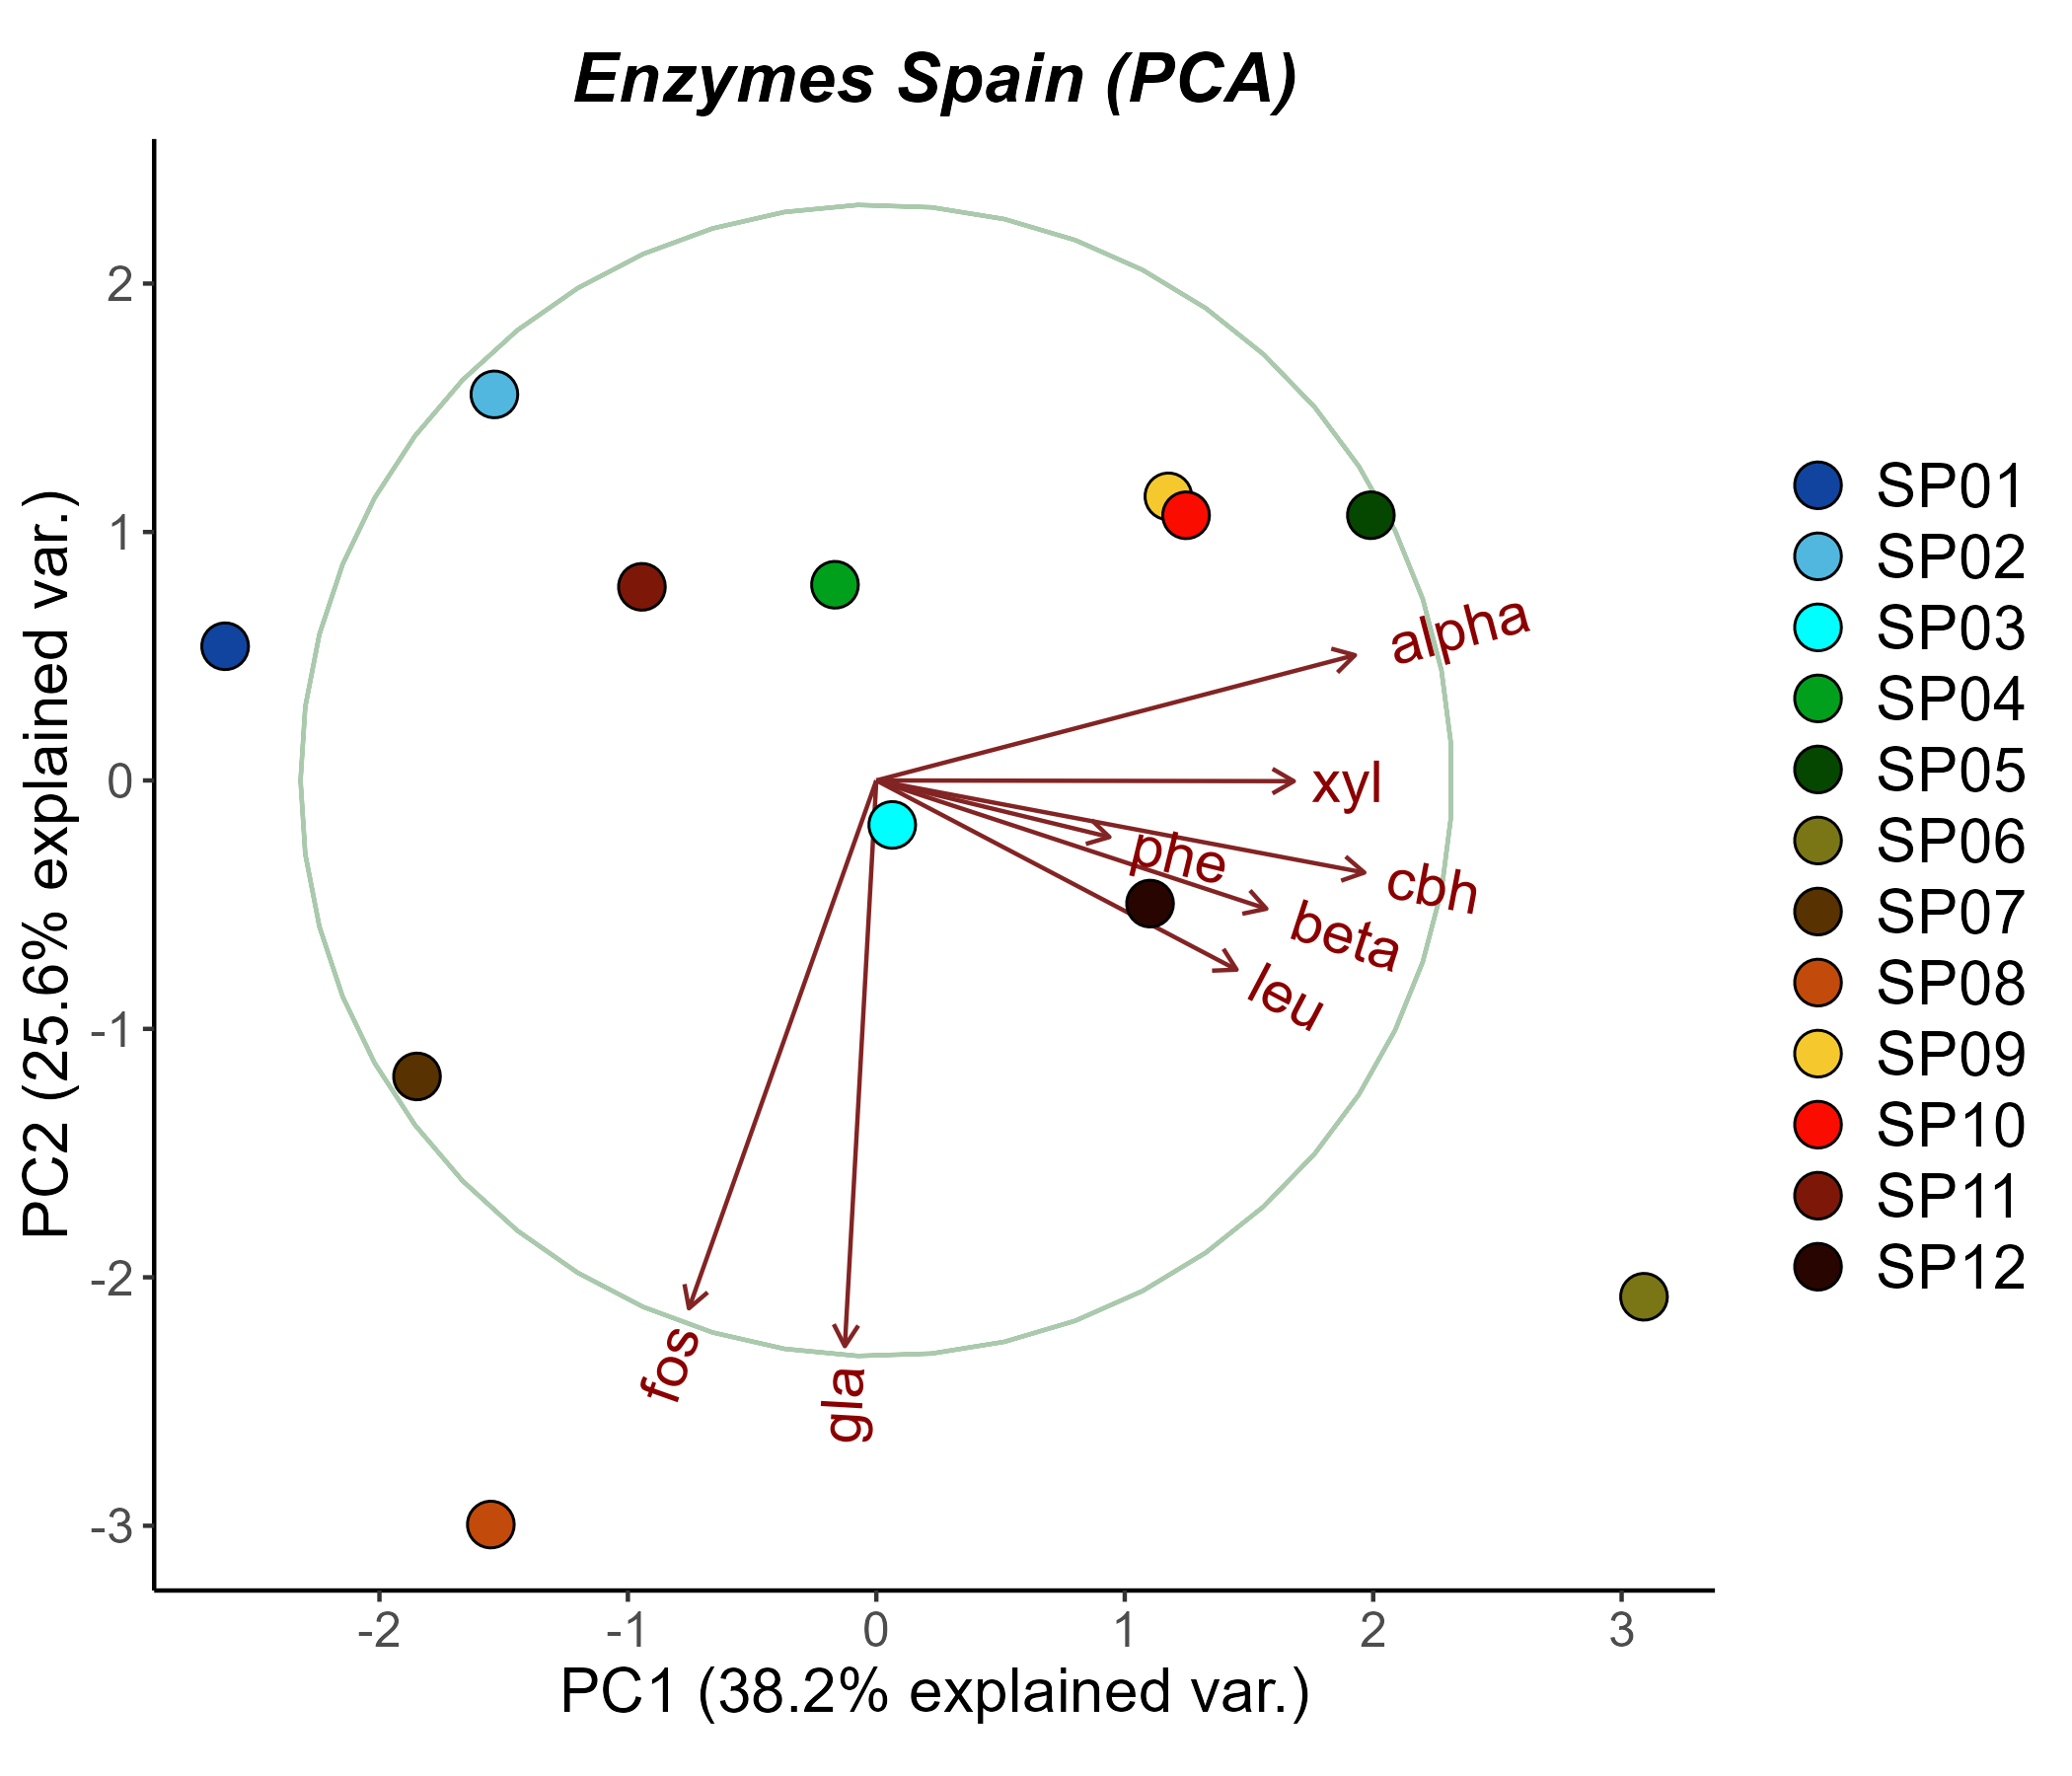 Enzymes Spain (PCA)
PC2 (25.6% explained var.)
2
1
0
-1
-2
-3
alpha
xyl
phe
cbh
beta
leu
fos
gla
-2
-1
0
1
2
3
PC1 (38.2% explained var.)
SP01
SP02
SP03
SP04
SP05
SP06
SP07
SP08
SP09
SP10
SP11
SP12